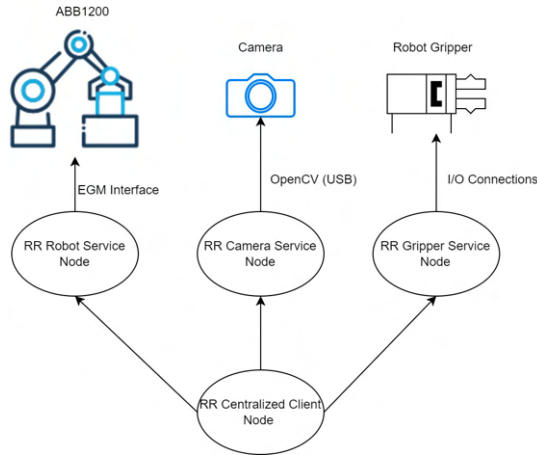 ABB1200
Camera
Robot Gripper
EGM Interface
OpenCV (USB)
I/O Connections
RR Robot Service
Node
RR Camera Service
Node
RR Gripper Service
Node
RR Centralized Client
Node